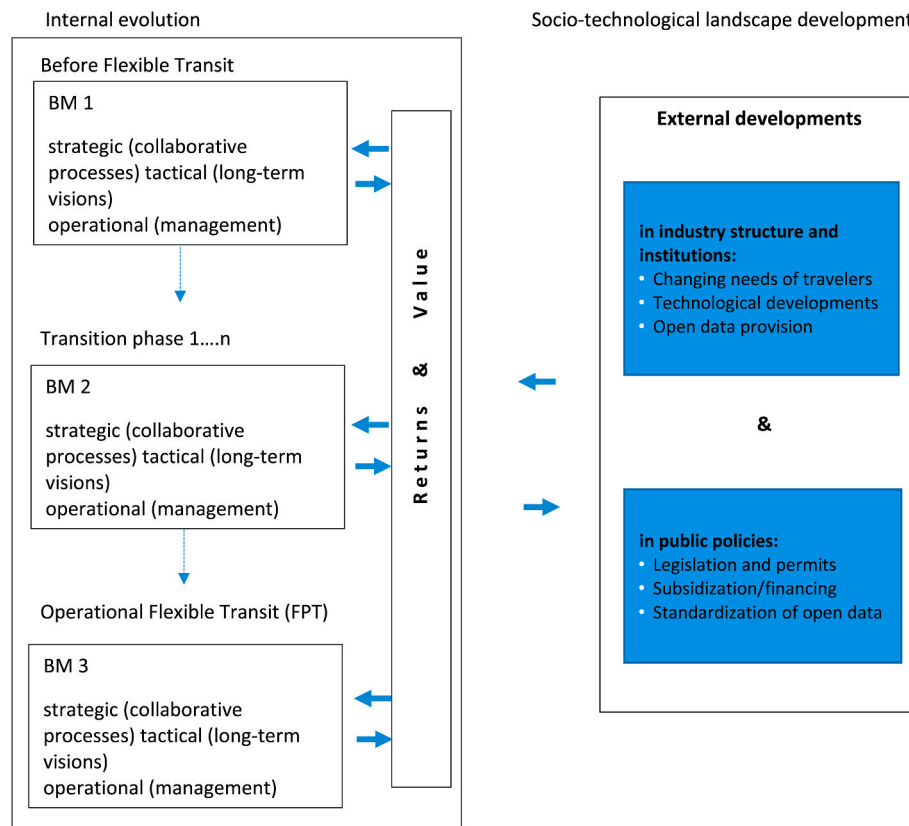 Internal evolution
Socio-technological landscape development
Before Flexible Transit
BM 1
strategic (collaborative
processes) tactical (long-term
visions)
operational (management)
Transition phase 1....n
BM 2
strategic (collaborative
processes) tactical (long-term
visions)
operational (management)
Operational Flexible Transit (FPT)
BM 3
strategic (collaborative
processes) tactical (long-term
visions)
operational (management)
Returns & Value
External developments
in industry structure and
institutions:
• Changing needs of travelers
• Technological developments
• Open data provision
&
in public policies:
• Legislation and permits
• Subsidization/financing
• Standardization of open data